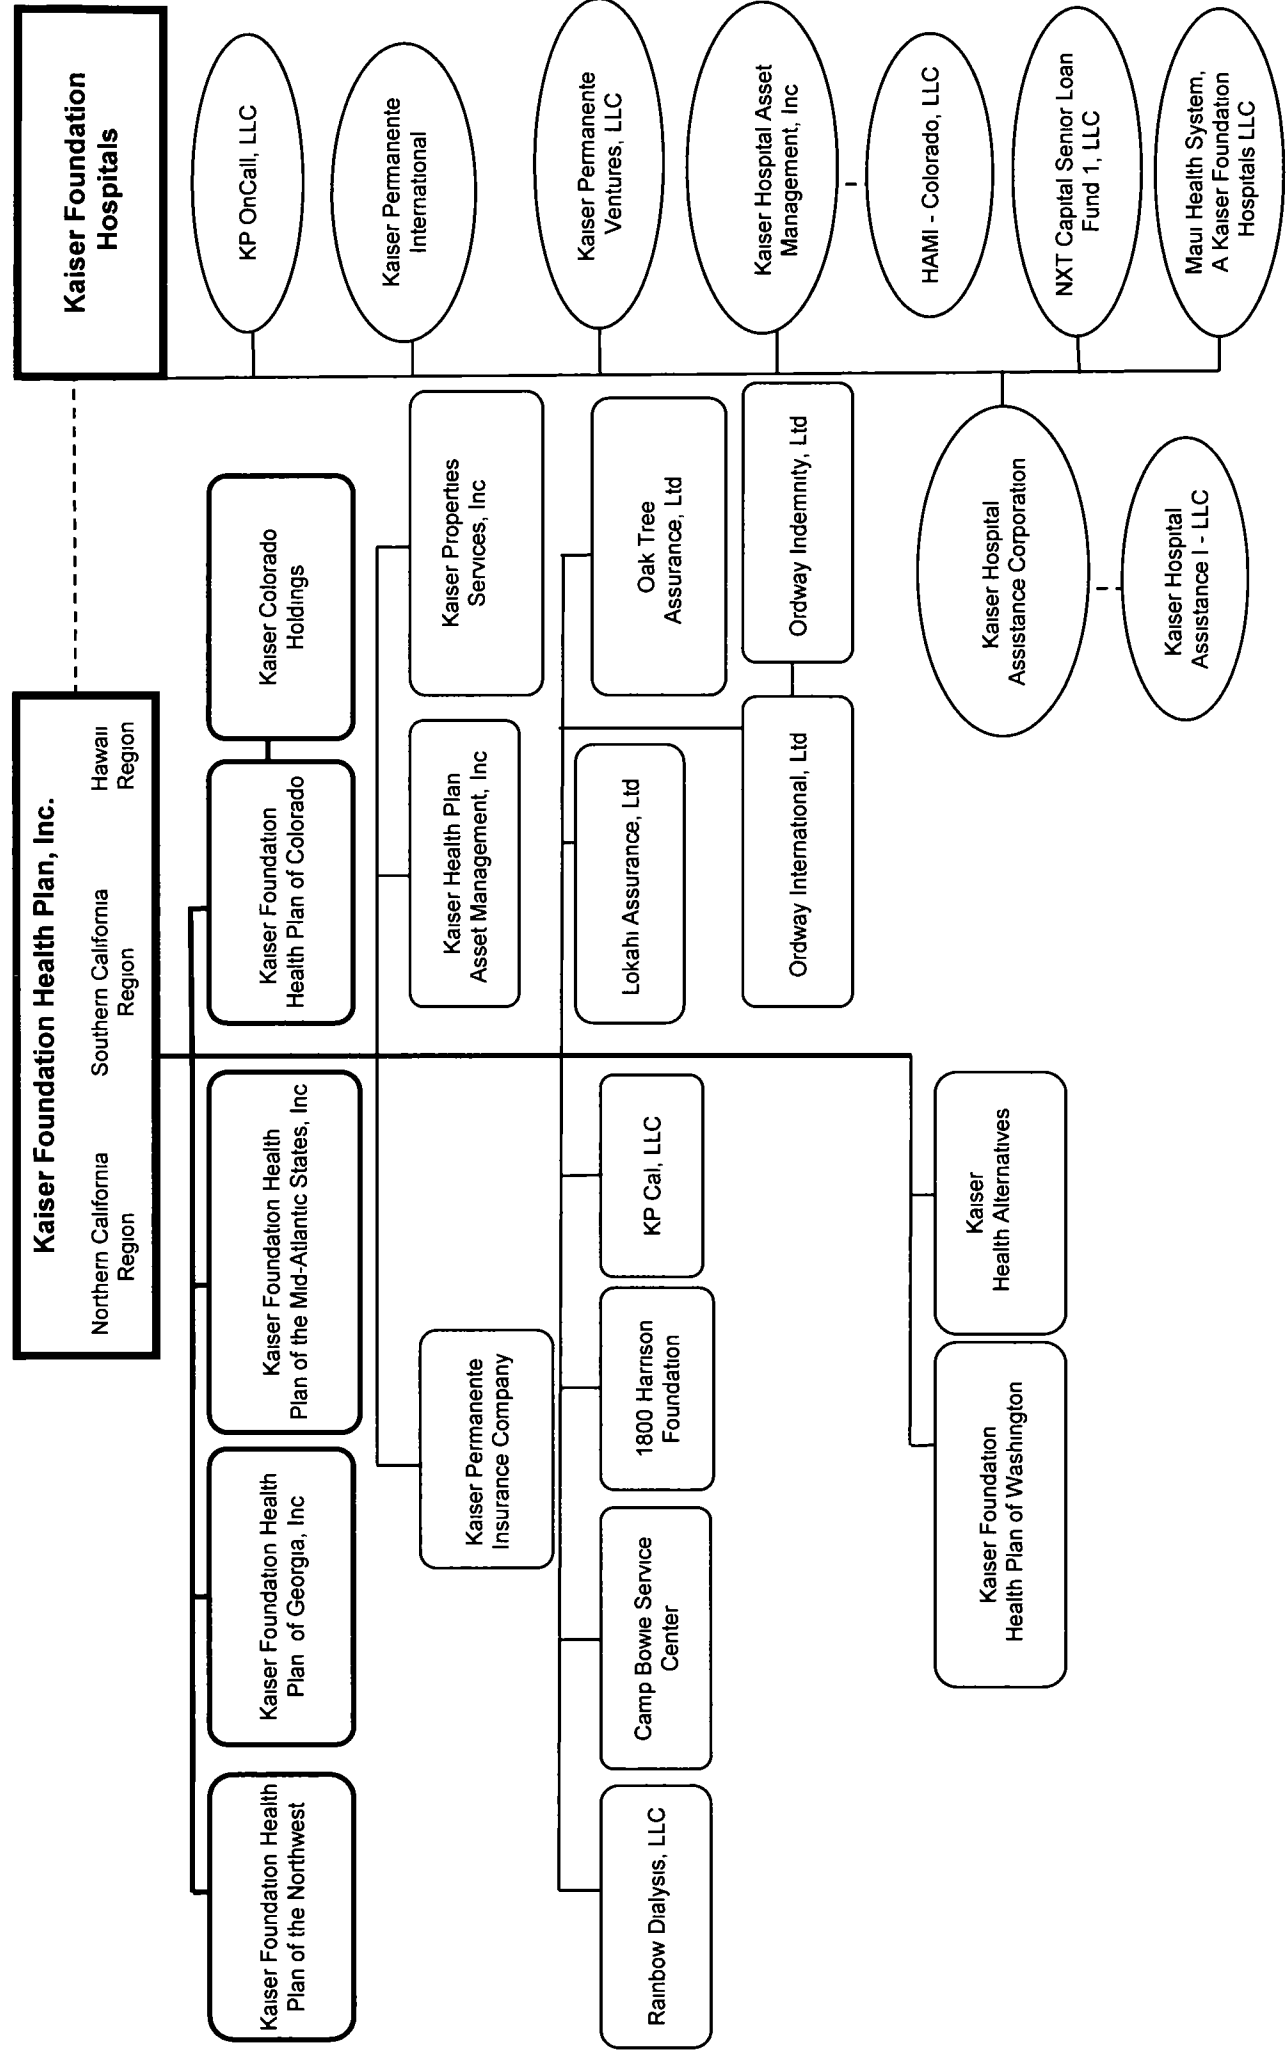 Kaiser Foundation Health Plan, Inc.
Northern California
Region
Southern California
Region
Hawaii
Region
Kaiser Foundation
Hospitals
Kaiser Foundation Health
Plan of the Northwest
Kaiser Foundation Health
Plan of Georgia, Inc
Kaiser Foundation Health
Plan of the Mid-Atlantic States, Inc
Kaiser Foundation
Health Plan of Colorado
Kaiser Colorado
Holdings
KP OnCall, LLC
Kaiser Permanente
International
Kaiser Permanente
Insurance Company
Kaiser Health Plan
Asset Management, Inc
Kaiser Properties
Services, Inc
Kaiser Permanente
Ventures, LLC
Rainbow Dialysis, LLC
Camp Bowie Service
Center
1800 Harrison
Foundation
KP Cal, LLC
Lokahi Assurance, Ltd
Oak Tree
Assurance, Ltd
Kaiser Hospital Asset
Management, Inc
Ordway International, Ltd
Ordway Indemnity, Ltd
HAMI - Colorado, LLC
Kaiser Foundation
Health Plan of Washington
Kaiser
Health Alternatives
Kaiser Hospital
Assistance Corporation
NXT Capital Senior Loan
Fund 1, LLC
Kaiser Hospital
Assistance I - LLC
Maui Health System,
A Kaiser Foundation
Hospitals LLC